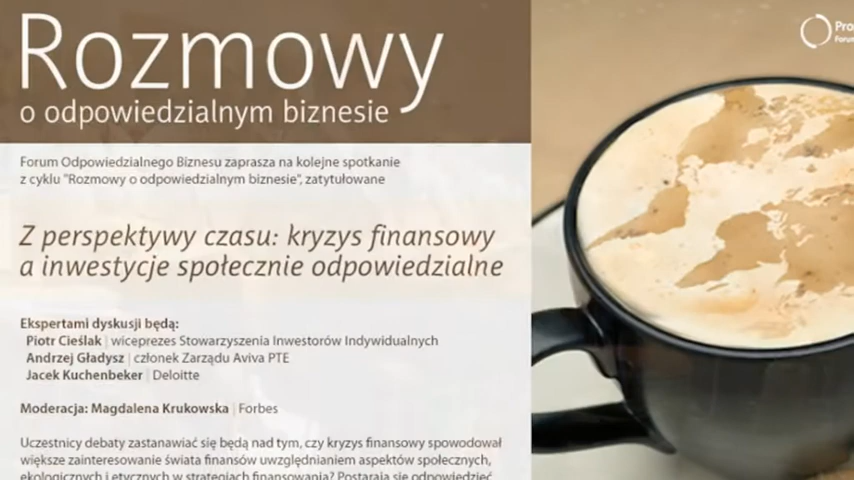 Rozmowy
o odpowiedzialnym biznesie
Forum Odpowiedzialnego Biznesu zaprasza na kolejne spotkanie
z cyklu "Rozmowy o odpowiedzialnym biznesie", zatytułowane
Z perspektywy czasu: kryzys finansowy
a inwestycje społecznie odpowiedzialne
Ekspertami dyskusji będą:
Piotr Cieślak | wiceprezes Stowarzyszenia Inwestorów Indywidualnych
Andrzej Gładysz | członek Zarządu Aviva PTE
Jacek Kuchenbeker | Deloitte
Moderacja: Magdalena Krukowska | Forbes
Uczestnicy debaty zastanawiać się będą nad tym, czy kryzys finansowy spowodował
większe zainteresowanie świata finansów uwzględnianiem aspektów społecznych,
ekologicznych i etycznych w strategiach finansowania? Postarają się odpowiedzieć
Forum